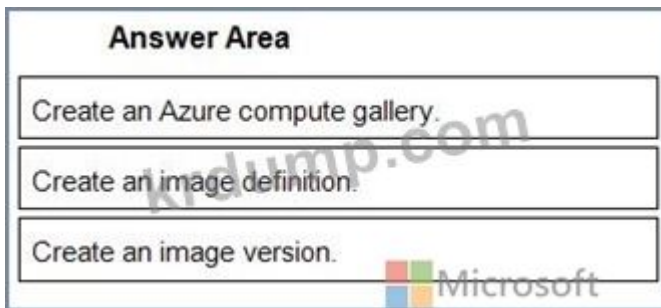 Answer Area
Create an Azure compute gallery.
Create an image definition.
Create an image version.
krdump.com
Microsoft